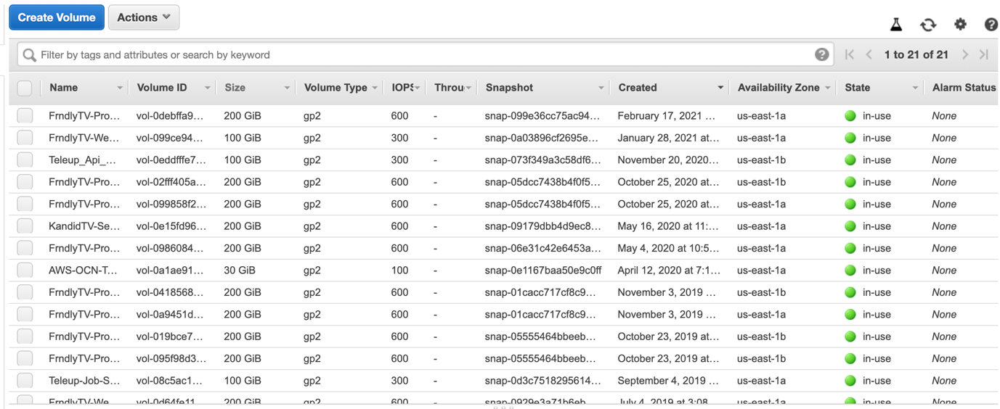 Create Volume Actions
Filter by tags and attributes or search by keyword 1 to 21 of 21
Name Volume ID Size Volume Type IOPS Throu Snapshot Created Availability Zone State Alarm Status
FrndlyTV-Pro... vol-0debffa9... 200 GiB gp2 600 - snap-099e36cc75ac94... February 17, 2021 ... us-east-1a in-use None
FrndlyTV-We... vol-099ce94... 100 GiB gp2 300 - snap-0a03896cf2695e... January 28, 2021 at... us-east-1a in-use None
Teleup_Api_... vol-0eddfffe7... 100 GiB gp2 300 - snap-073f349a3c58df6... November 20, 2020... us-east-1b in-use None
FrndlyTV-Pro... vol-02fff405a... 200 GiB gp2 600 - snap-05dcc7438b4f0f5... October 25, 2020 at... us-east-1b in-use None
FrndlyTV-Pro... vol-099858f2... 200 GiB gp2 600 - snap-05dcc7438b4f0f5... October 25, 2020 at... us-east-1a in-use None
KandidTV-Se... vol-0e15fd96... 200 GiB gp2 600 - snap-09179dbb4d9ec8... May 16, 2020 at 11:... us-east-1a in-use None
FrndlyTV-Pro... vol-0986084... 200 GiB gp2 600 - snap-06e31c42e6453a... May 4, 2020 at 10:5... us-east-1a in-use None
AWS-OCN-T... vol-0a1ae91... 30 GiB gp2 100 - snap-0e1167baa50e9c0ff April 12, 2020 at 7:1... us-east-1a in-use None
FrndlyTV-Pro... vol-0418568... 200 GiB gp2 600 - snap-01cacc717cf8c9... November 3, 2019 ... us-east-1b in-use None
FrndlyTV-Pro... vol-0a9451d... 200 GiB gp2 600 - snap-01cacc717cf8c9... November 3, 2019 ... us-east-1a in-use None
FrndlyTV-Pro... vol-019bce7... 200 GiB gp2 600 - snap-05555464bbeeb... October 23, 2019 at... us-east-1b in-use None
FrndlyTV-Pro... vol-095f98d3... 200 GiB gp2 600 - snap-05555464bbeeb... October 23, 2019 at... us-east-1b in-use None
Teleup-Job-S... vol-08c5ac1... 100 GiB gp2 300 - snap-0d3c7518295614... September 4, 2019 ... us-east-1a in-use None
FrndlyTV-We vol-0d64fe11 200 GiB gp2 600 - snap-0929e3a71b6eb July 4, 2019 at 3:08 us-east-1a in-use None